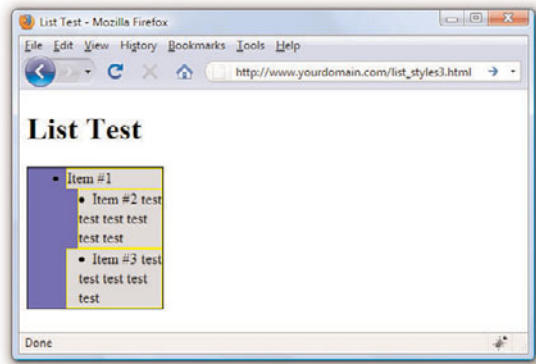 List Test - Mozilla Firefox
File Edit View History Bookmarks Tools Help
http://www.yourdomain.com/list_styles3.html
List Test
• Item #1
• Item #2 test
test test test
test test
• Item #3 test
test test test
test
Done